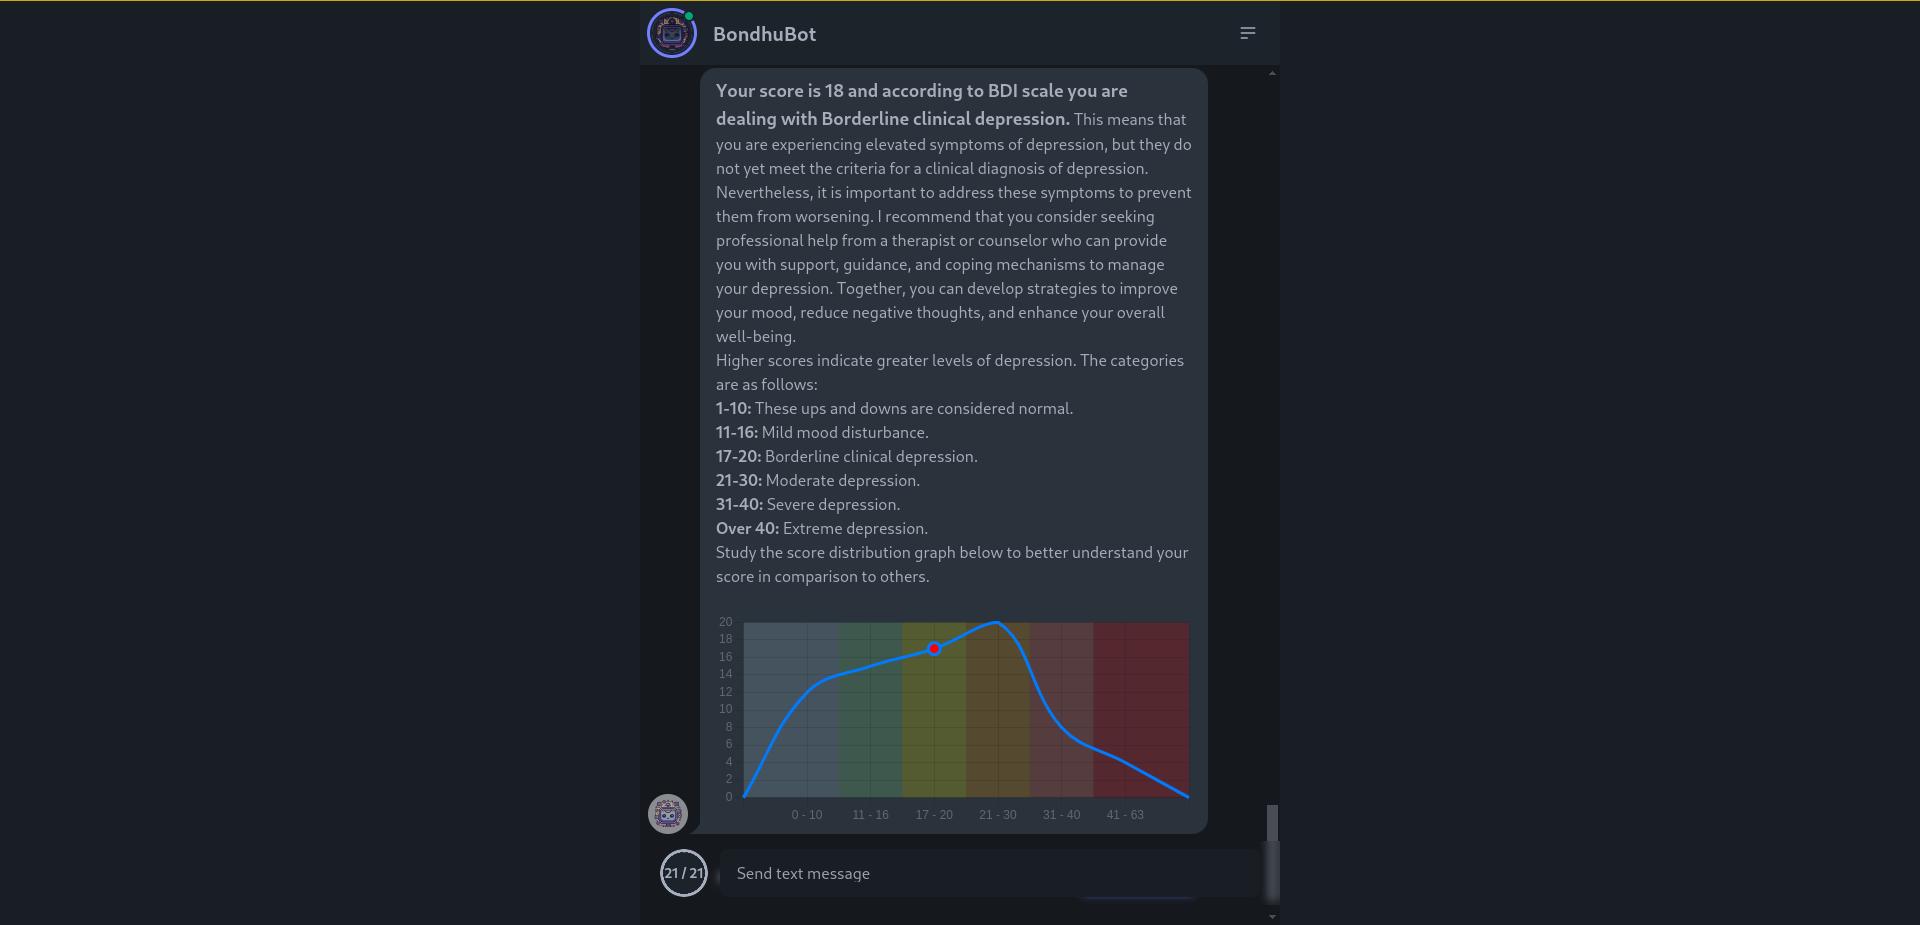 BondhuBot
Your score is 18 and according to BDI scale you are
dealing with Borderline clinical depression. This means that
you are experiencing elevated symptoms of depression, but they do
not yet meet the criteria for a clinical diagnosis of depression.
Nevertheless, it is important to address these symptoms to prevent
them from worsening. I recommend that you consider seeking
professional help from a therapist or counselor who can provide
you with support, guidance, and coping mechanisms to manage
your depression. Together, you can develop strategies to improve
your mood, reduce negative thoughts, and enhance your overall
well-being.
Higher scores indicate greater levels of depression. The categories
are as follows:
1-10: These ups and downs are considered normal.
11-16: Mild mood disturbance.
17-20: Borderline clinical depression.
21-30: Moderate depression.
31-40: Severe depression.
Over 40: Extreme depression.
Study the score distribution graph below to better understand your
score in comparison to others.
20
18
16
14
12
10
8
6
4
2
0
0 - 10 11 - 16 17 - 20 21 - 30 31 - 40 41 - 63
21 / 21
Send text message